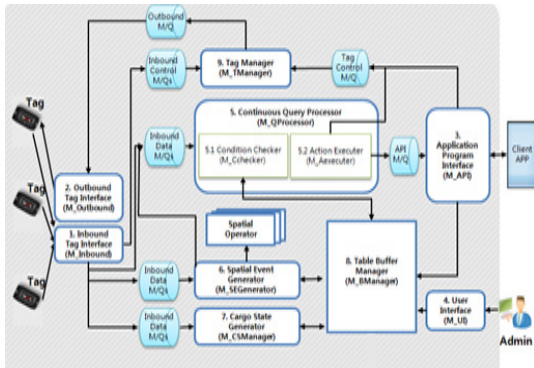 Outbound
M/Q
Inbound
Control
M/Qs
9. Tag Manager
(M_TManager)
Tag
Control
M/Q
Tag
5. Continuous Query Processor
(M_QProcessor)
Inbound
Data
M/Qs
5.1 Condition Checker
(M_Cchecker)
5.2 Action Executer
(M_Aexecuter)
API
M/Q
3.
Application
Program
Interface
(M_API)
Client
APP
Tag
2. Outbound
Tag Interface
(M_Outbound)
1. Inbound
Tag Interface
(M_Inbound)
Spatial
Operator
Tag
Inbound
Data
M/Qs
6. Spatial Event
Generator
(M_SEGenerator)
8. Table Buffer
Manager
(M_BManager)
Inbound
Data
M/Qs
7. Cargo State
Generator
(M_CSManager)
4. User
Interface
(M_UI)
Admin